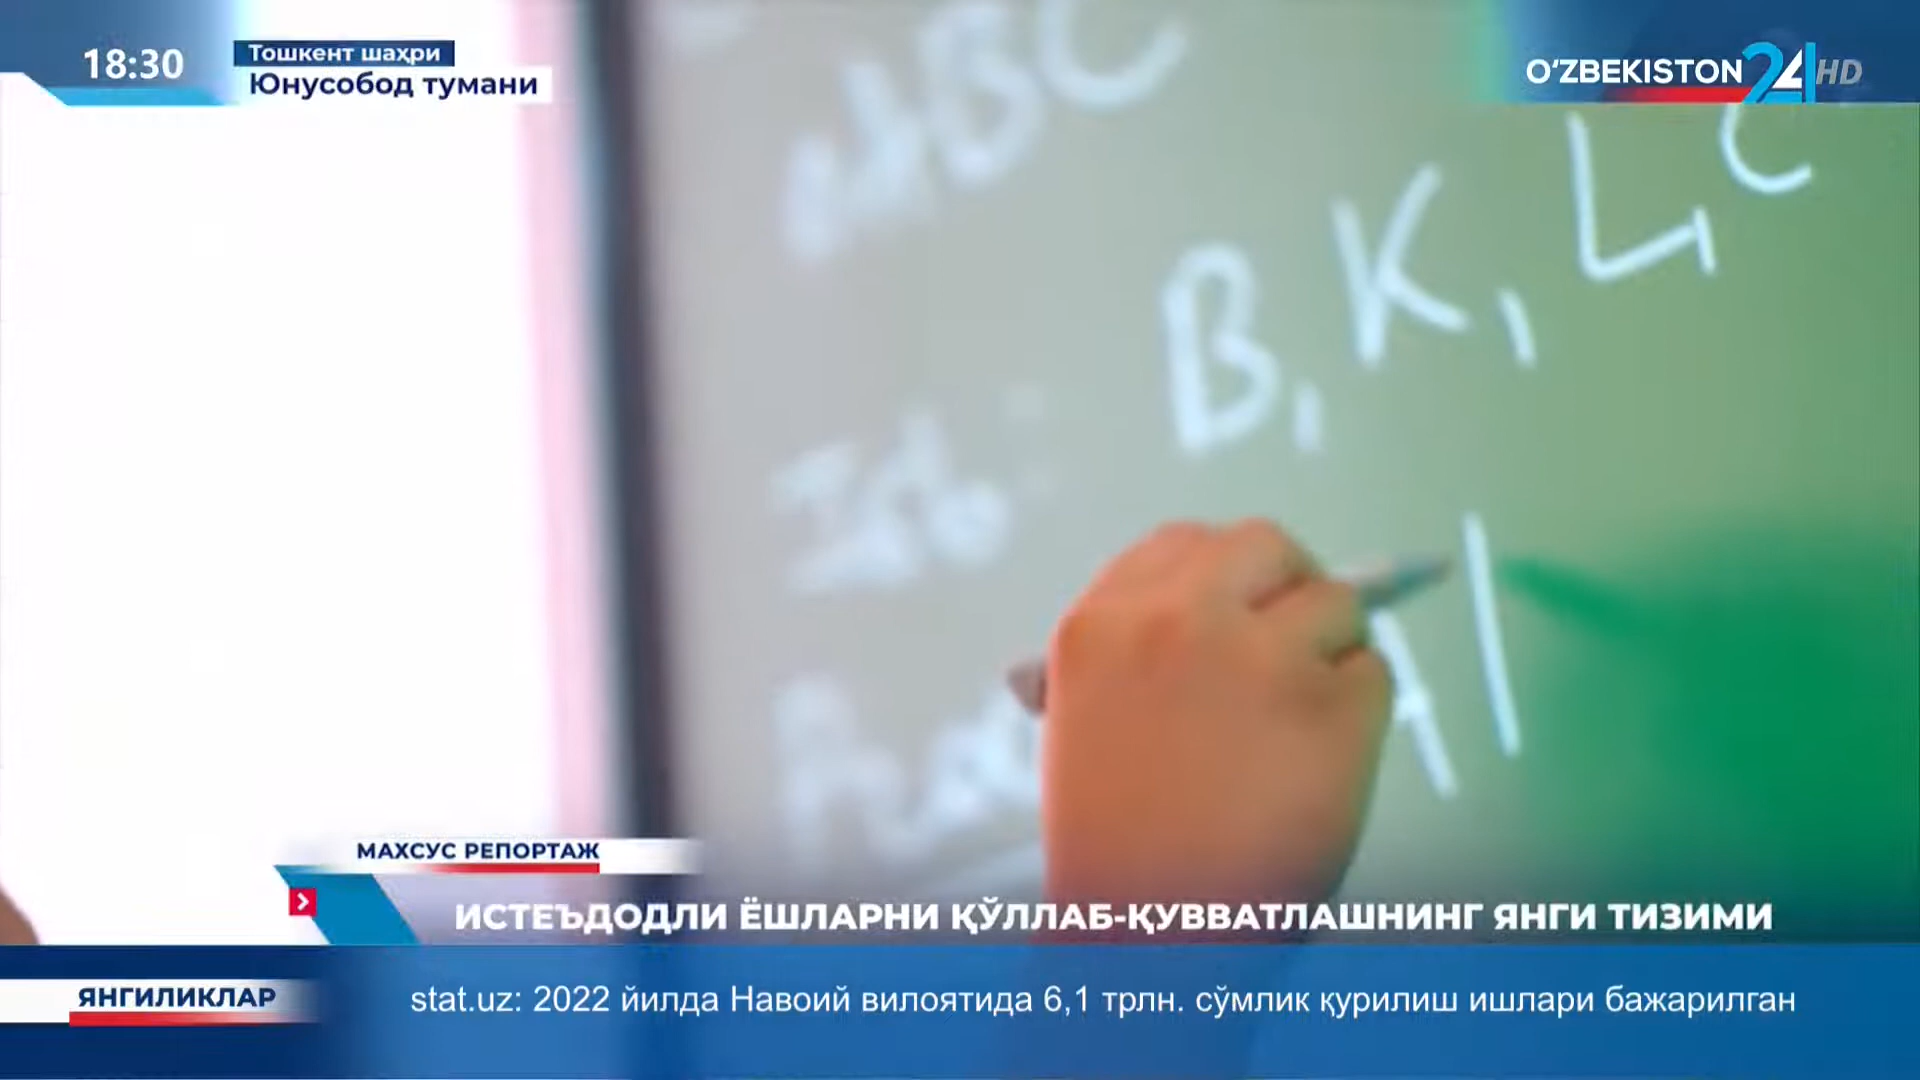 18:30
Тошкент шаҳри
Юнусобод тумани
O‘ZBEKISTON 24 HD
ABC
B, K, L, C
МАХСУС РЕПОРТАЖ
ИСТЕЪДОДЛИ ЁШЛАРНИ ҚЎЛЛАБ-ҚУВВАТЛАШНИНГ ЯНГИ ТИЗИМИ
ЯНГИЛИКЛАР
stat.uz: 2022 йилда Навоий вилоятида 6,1 трлн. сўмлик қурилиш ишлари бажарилган